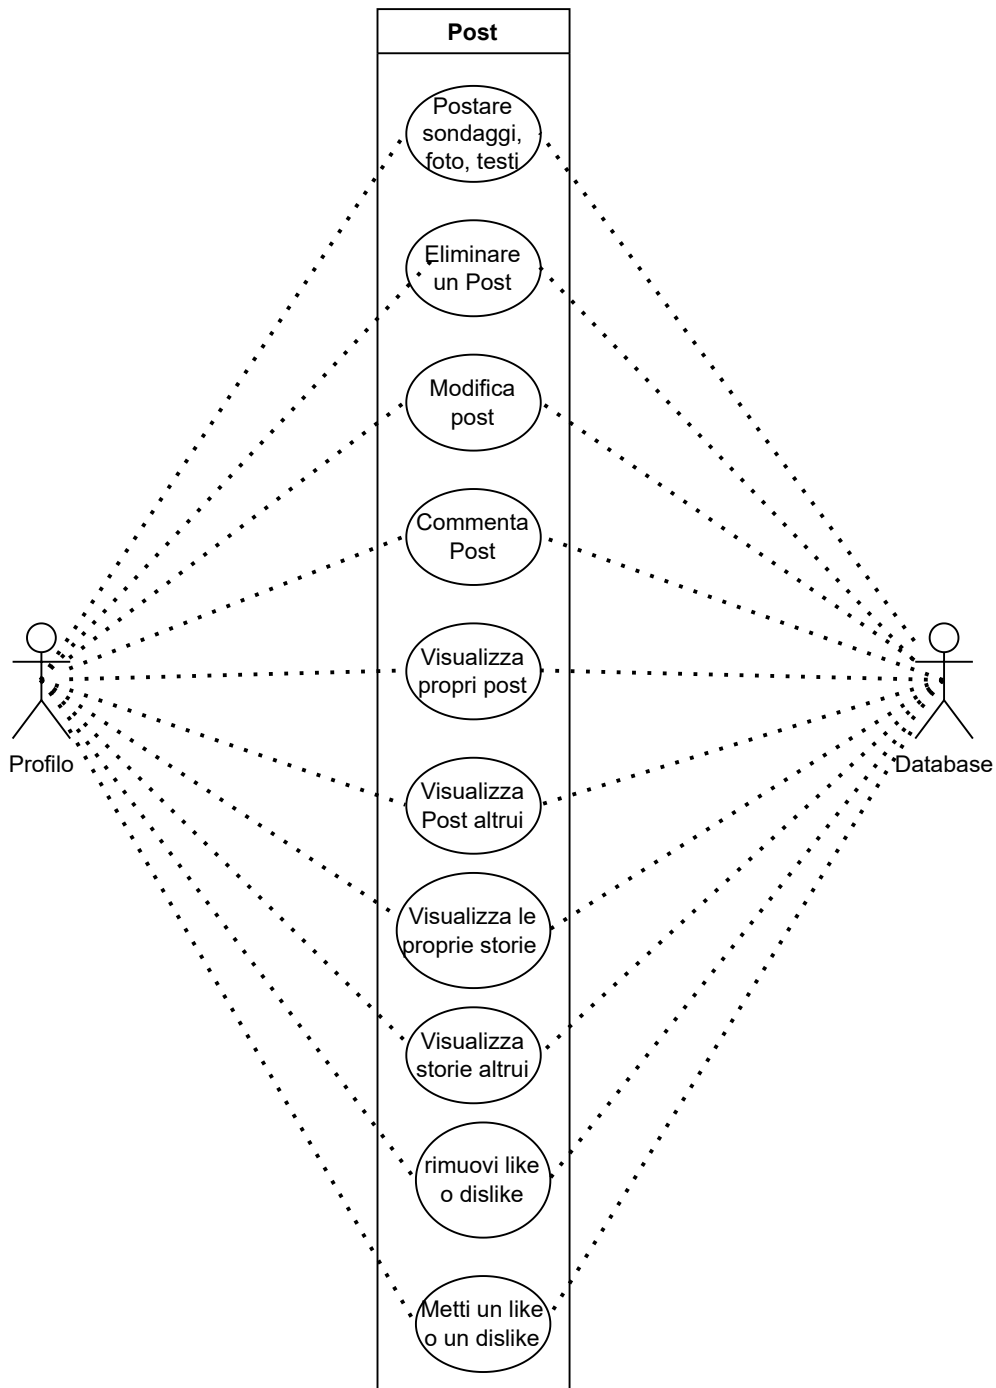 Post
Postare
sondaggi,
foto, testi
Eliminare
un Post
Modifica
post
Commenta
Post
Visualizza
propri post
Profilo
Database
Visualizza
Post altrui
Visualizza le
proprie storie
Visualizza
storie altrui
rimuovi like
o dislike
Metti un like
o un dislike